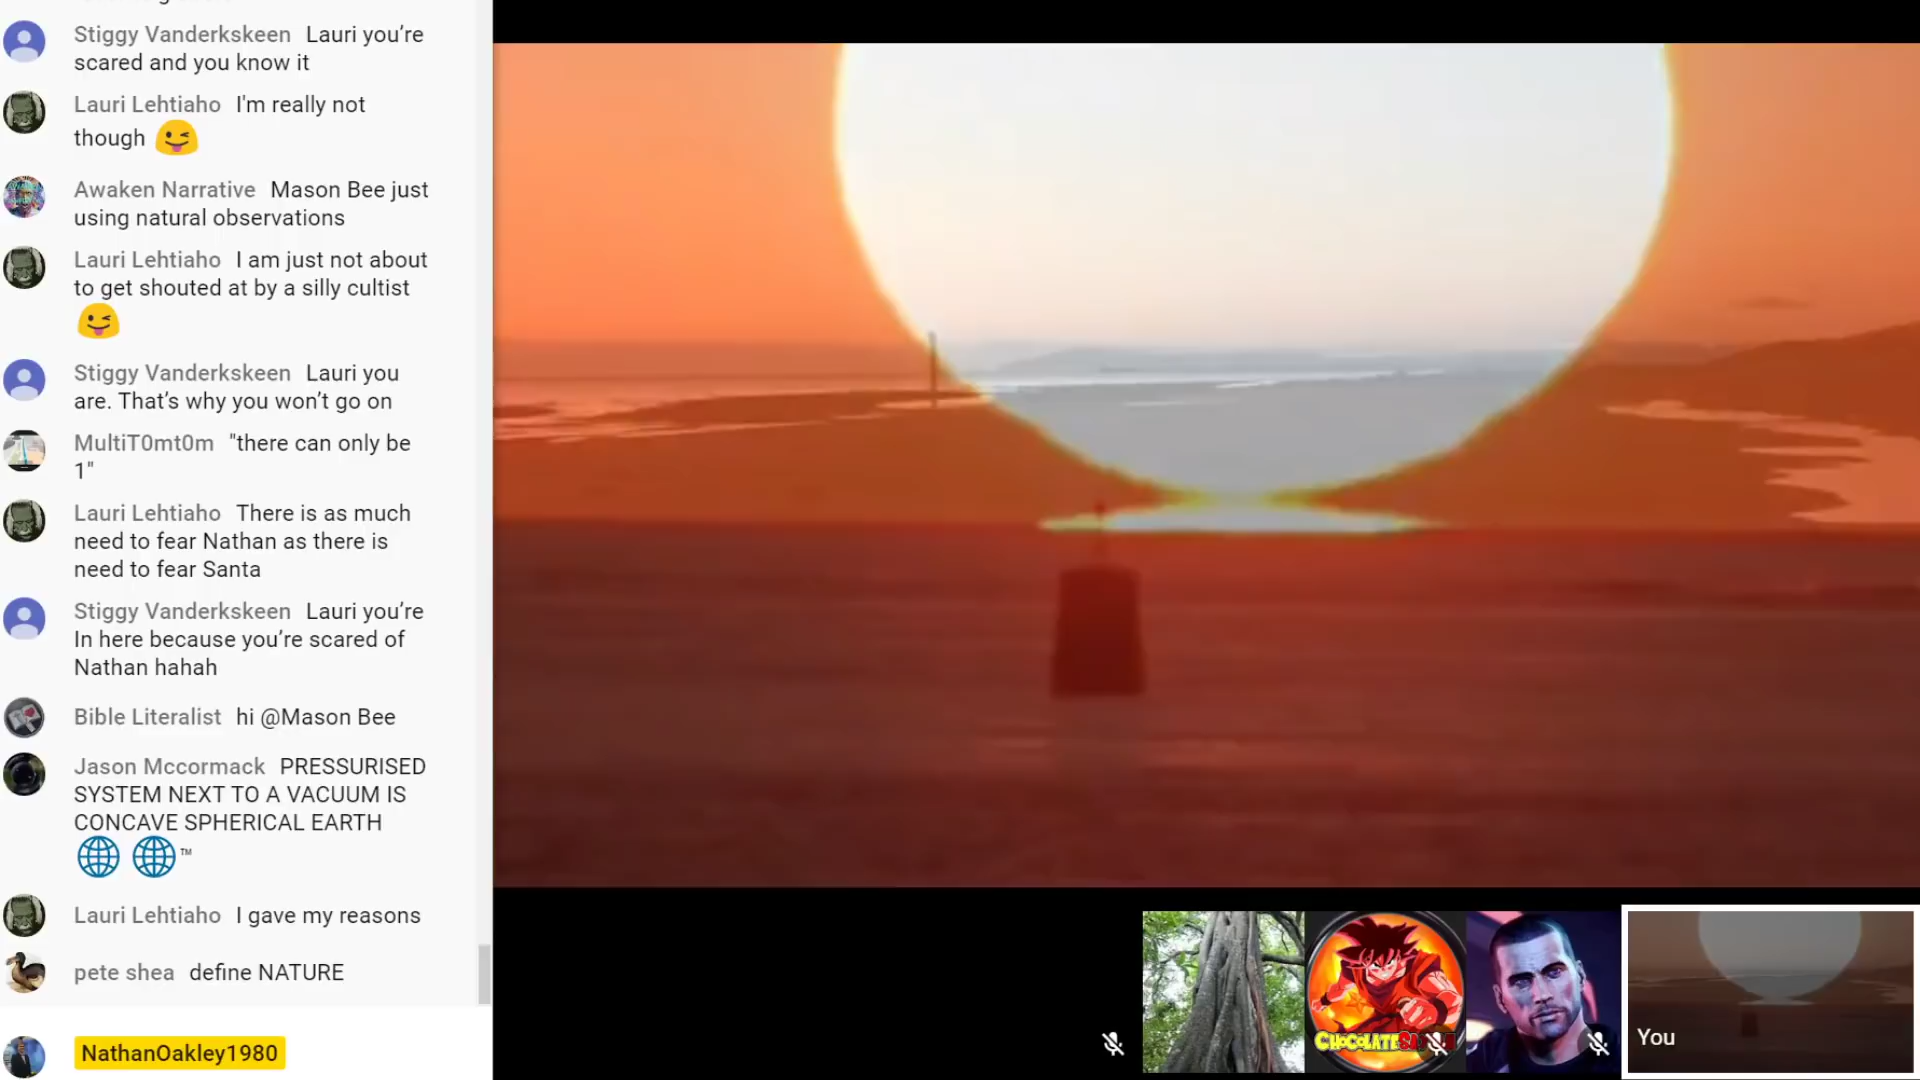 Stiggy Vanderkskeen Lauri you’re
scared and you know it
Lauri Lehtiaho I'm really not
though
Awaken Narrative Mason Bee just
using natural observations
Lauri Lehtiaho I am just not about
to get shouted at by a silly cultist
Stiggy Vanderkskeen Lauri you
are. That’s why you won’t go on
MultiT0mt0m "there can only be
1"
Lauri Lehtiaho There is as much
need to fear Nathan as there is
need to fear Santa
Stiggy Vanderkskeen Lauri you’re
In here because you’re scared of
Nathan hahah
Bible Literalist hi @Mason Bee
Jason Mccormack PRESSURISED
SYSTEM NEXT TO A VACUUM IS
CONCAVE SPHERICAL EARTH
™
Lauri Lehtiaho I gave my reasons
pete shea define NATURE
NathanOakley1980
You